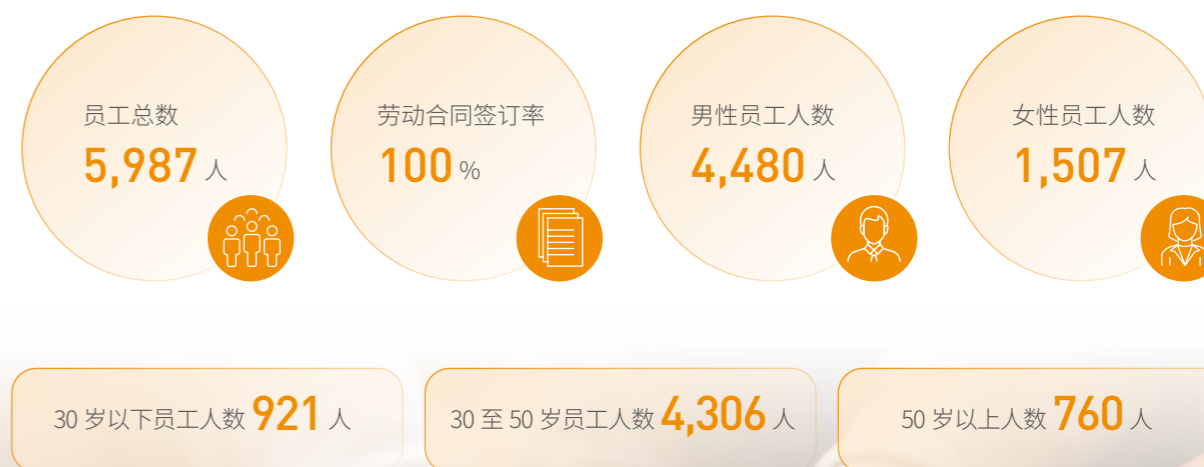 员工总数
5,987 人
劳动合同签订率
100 %
男性员工人数
4,480 人
女性员工人数
1,507 人
30 岁以下员工人数 921 人
30 至 50 岁员工人数 4,306 人
50 岁以上人数 760 人